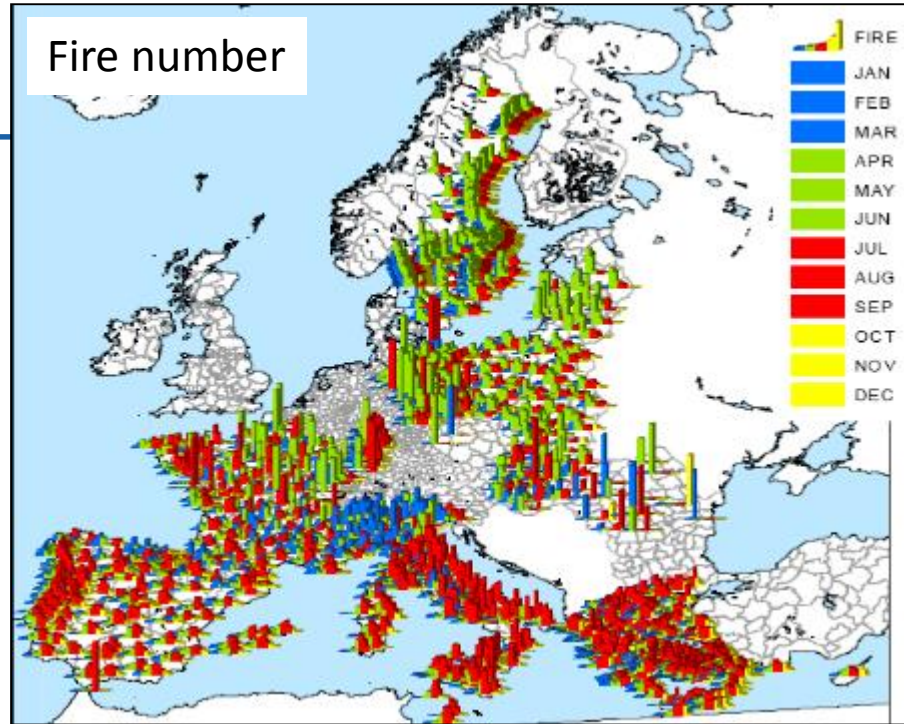 Fire number
FIRE
JAN
FEB
MAR
APR
MAY
JUN
JUL
AUG
SEP
OCT
NOV
DEC